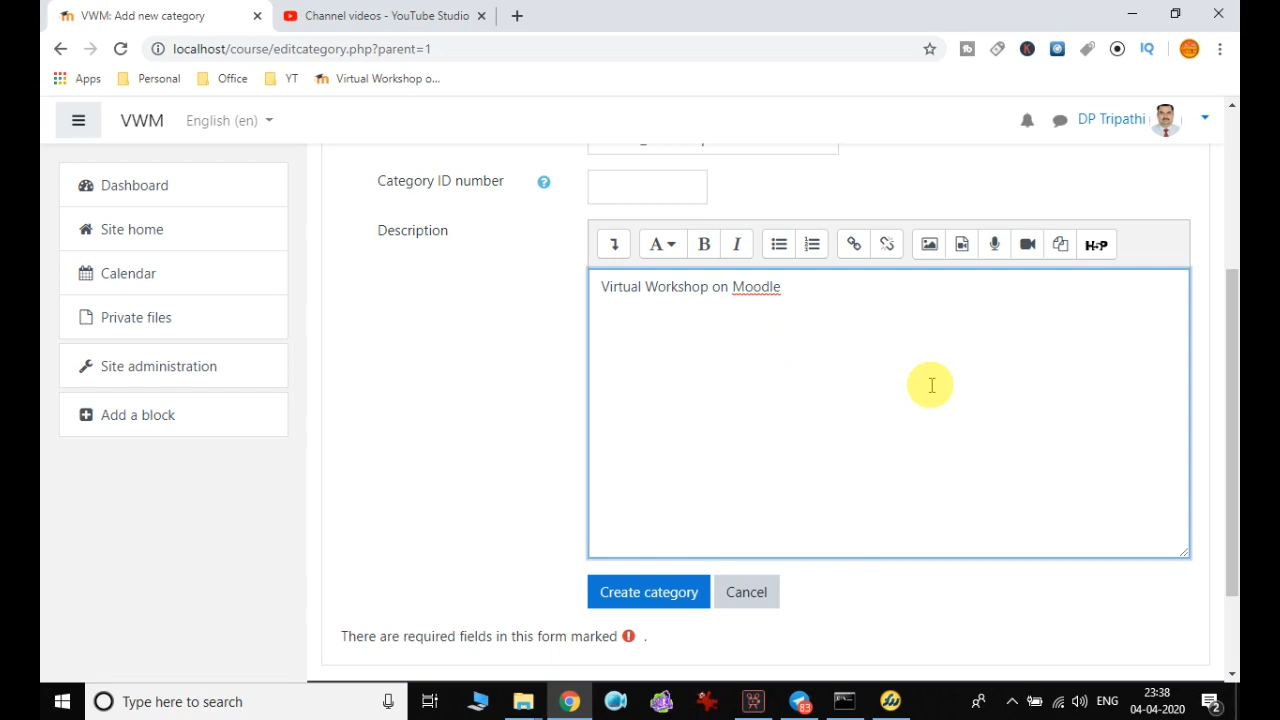 VWM: Add new category
Channel videos - YouTube Studio
localhost/course/editcategory.php?parent=1
Apps
Personal
Office
YT
Virtual Workshop o...
VWM
English (en)
DP Tripathi
Dashboard
Site home
Calendar
Private files
Site administration
Add a block
Category ID number
Description
A
B
I
H-P
Virtual Workshop on Moodle
Create category
Cancel
There are required fields in this form marked .
Type here to search
83
ENG
23:38
04-04-2020
2